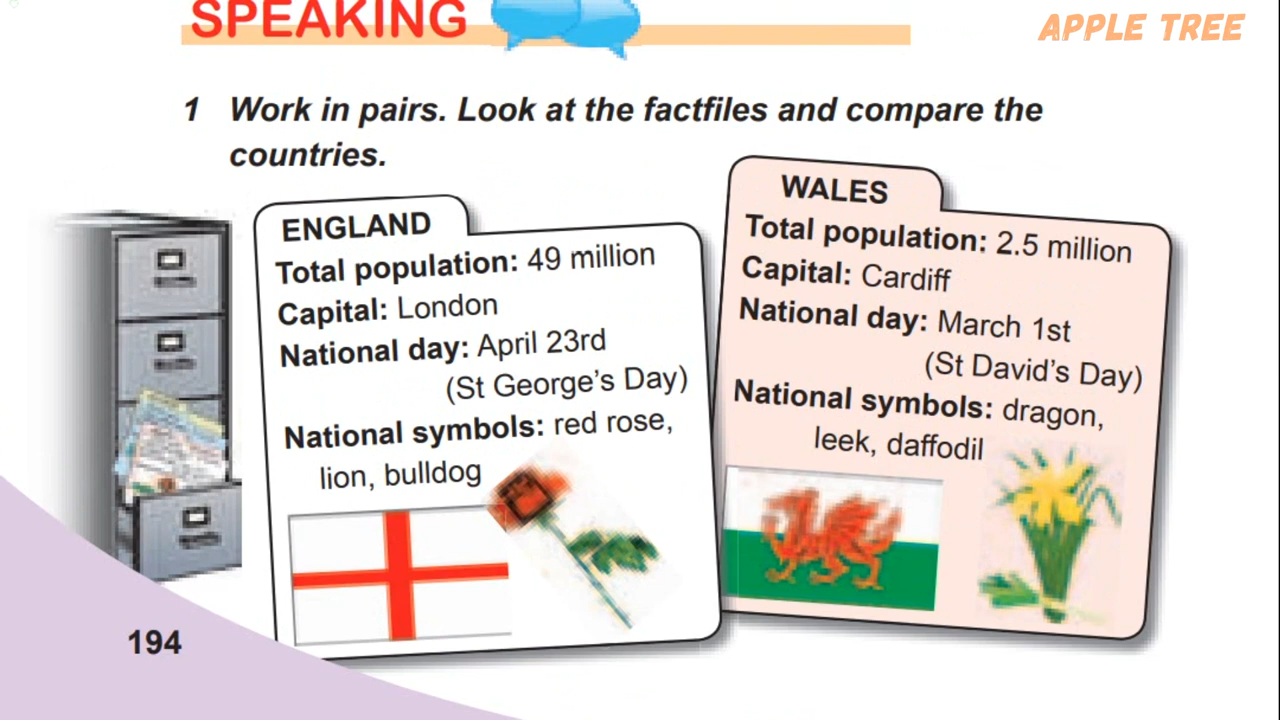 SPEAKING
APPLE TREE
1 Work in pairs. Look at the factfiles and compare the
countries.
ENGLAND
Total population: 49 million
Capital: London
National day: April 23rd
(St George's Day)
National symbols: red rose,
lion, bulldog
WALES
Total population: 2.5 million
Capital: Cardiff
National day: March 1st
(St David's Day)
National symbols: dragon,
leek, daffodil
194